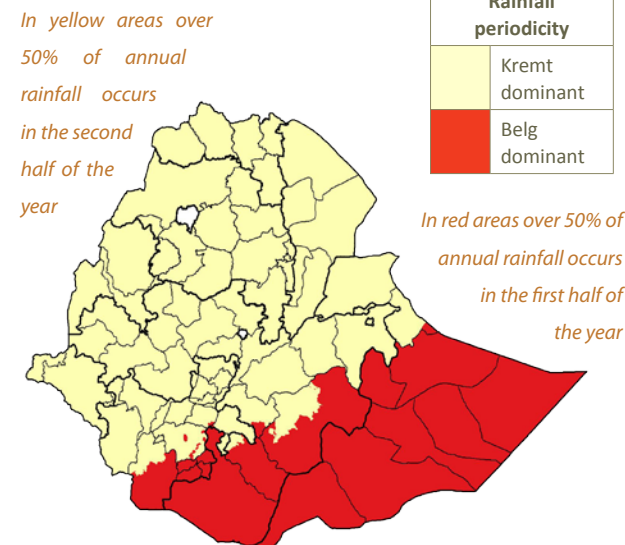 In yellow areas over
50% of annual
rainfall occurs
in the second
half of the
year
Rainfall
periodicity
Kremt
dominant
Belg
dominant
In red areas over 50% of
annual rainfall occurs
in the first half of
the year